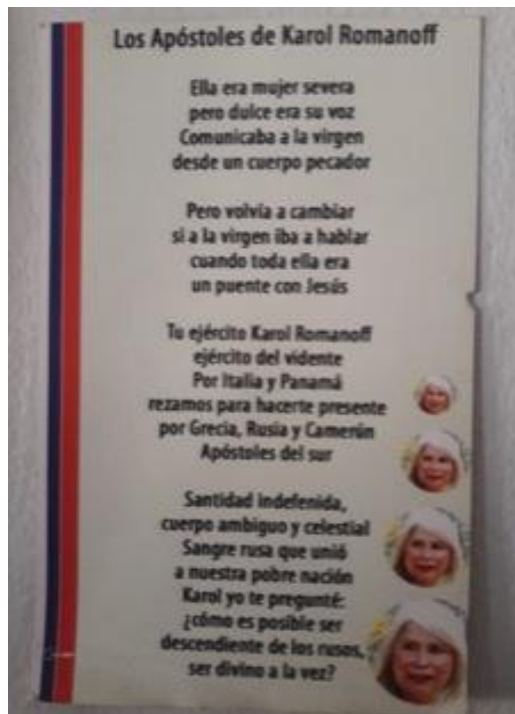 Los Apóstoles de Karol Romanoff
Ella era mujer severa
pero dulce era su voz
Comunicaba a la virgen
desde un cuerpo pecador
Pero volvía a cambiar
si a la virgen iba a hablar
cuando toda ella era
un puente con Jesús
Tu ejército Karol Romanoff
ejército del vidente
Por Italia y Panamá
rezamos para hacerte presente
por Grecia, Rusia y Camerún
Apóstoles del sur
Santidad indefenida,
cuerpo ambiguo y celestial
Sangre rusa que unió
a nuestra pobre nación
Karol yo te pregunté:
¿cómo es posible ser
descendiente de los rusos,
ser divino a la vez?